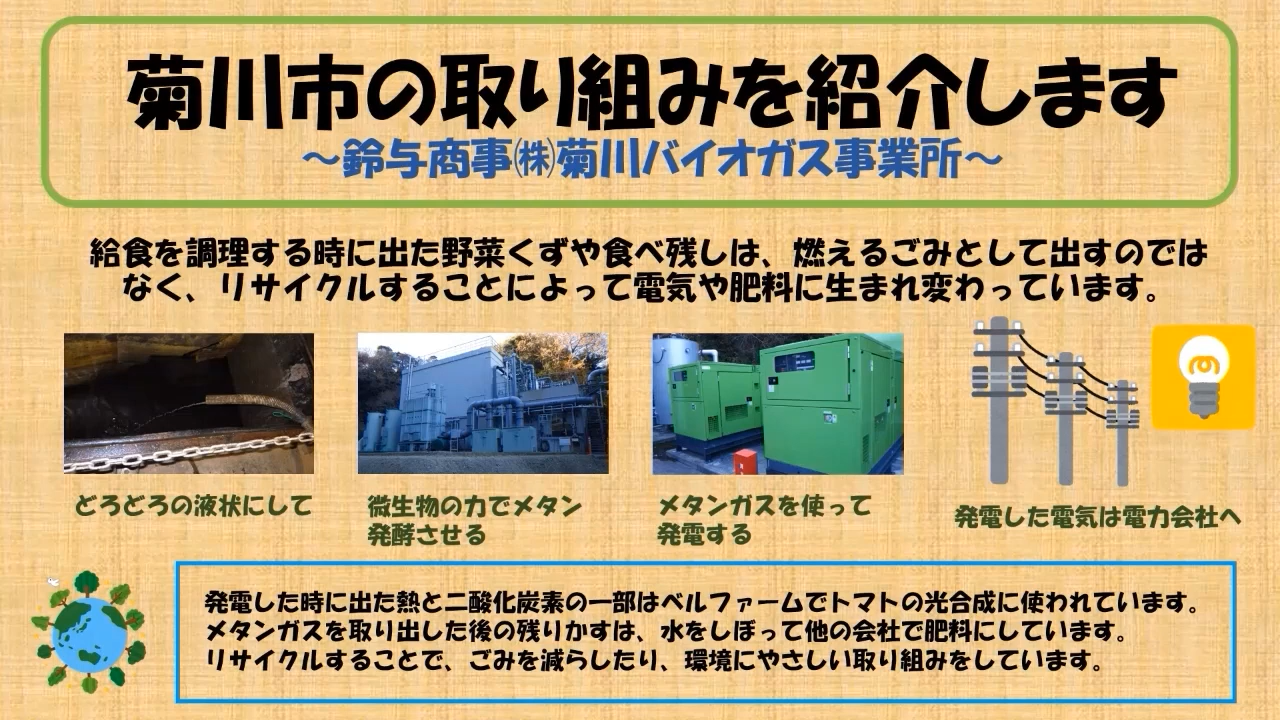 菊川市の取り組みを紹介します
～鈴与商事㈱菊川バイオガス事業所～
給食を調理する時に出た野菜くずや食べ残しは、燃えるごみとして出すのでは
なく、リサイクルすることによって電気や肥料に生まれ変わっています。
どろどろの液状にして
微生物の力でメタン
発酵させる
メタンガスを使って
発電する
発電した電気は電力会社へ
発電した時に出た熱と二酸化炭素の一部はベルファームでトマトの光合成に使われています。
メタンガスを取り出した後の残りかすは、水をしぼって他の会社で肥料にしています。
リサイクルすることで、ごみを減らしたり、環境にやさしい取り組みをしています。